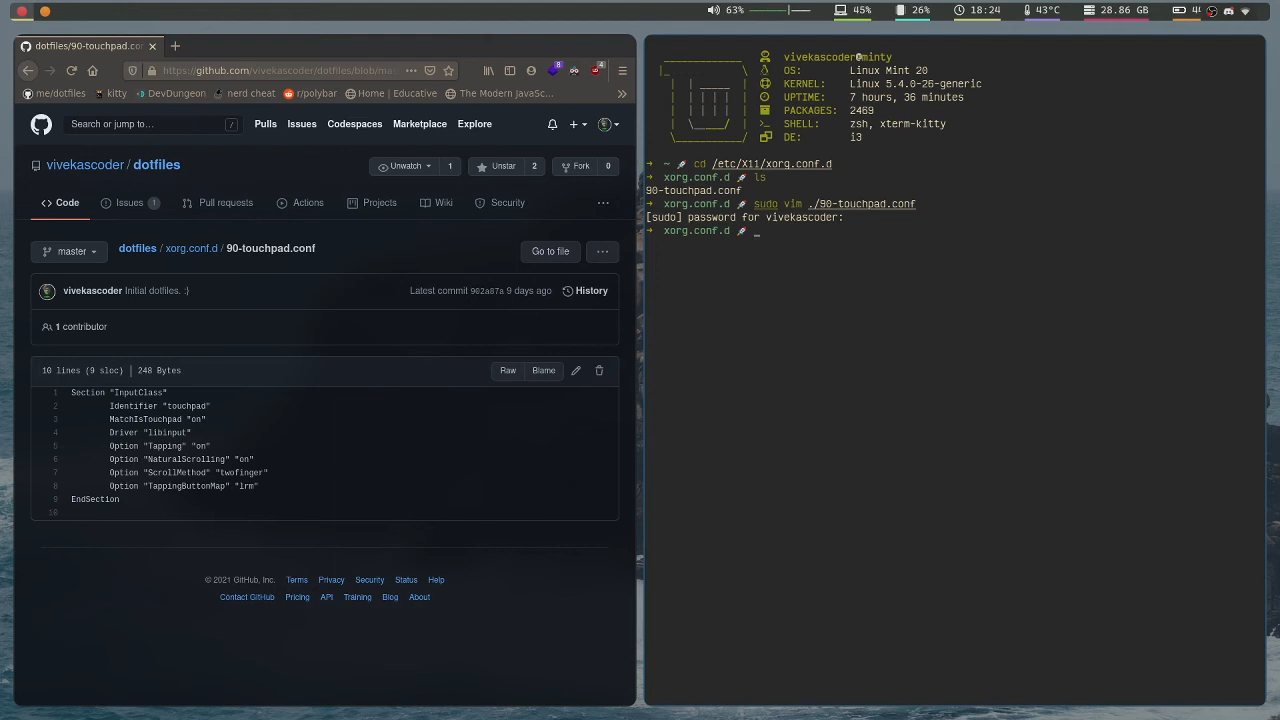 63%
45%
26%
18:24
43°C
28.86 GB
dotfiles/90-touchpad.con
https://github.com/vivekascoder/dotfiles/blob/ma
8
4
me/dotfiles
kitty
DevDungeon
nerd cheat
r/polybar
Home | Educative
The Modern JavaSc…
Search or jump to...
/
Pulls
Issues
Codespaces
Marketplace
Explore
vivekascoder / dotfiles
Unwatch
1
Unstar
2
Fork
0
Code
Issues
1
Pull requests
Actions
Projects
Wiki
Security
master
dotfiles / xorg.conf.d / 90-touchpad.conf
Go to file
vivekascoder Initial dotfiles. :}
Latest commit 902a87a 9 days ago
History
1 contributor
10 lines (9 sloc) | 248 Bytes
Raw
Blame
1 Section "InputClass"
2 Identifier "touchpad"
3 MatchIsTouchpad "on"
4 Driver "libinput"
5 Option "Tapping" "on"
6 Option "NaturalScrolling" "on"
7 Option "ScrollMethod" "twofinger"
8 Option "TappingButtonMap" "lrm"
9 EndSection
10
© 2021 GitHub, Inc.
Terms
Privacy
Security
Status
Help
Contact GitHub
Pricing
API
Training
Blog
About
vivekascoder@minty
OS: Linux Mint 20
KERNEL: Linux 5.4.0-26-generic
UPTIME: 7 hours, 36 minutes
PACKAGES: 2469
SHELL: zsh, xterm-kitty
DE: i3
→ ~ 🚀 cd /etc/X11/xorg.conf.d
→ xorg.conf.d 🚀 ls
90-touchpad.conf
→ xorg.conf.d 🚀 sudo vim ./90-touchpad.conf
[sudo] password for vivekascoder:
→ xorg.conf.d 🚀 _